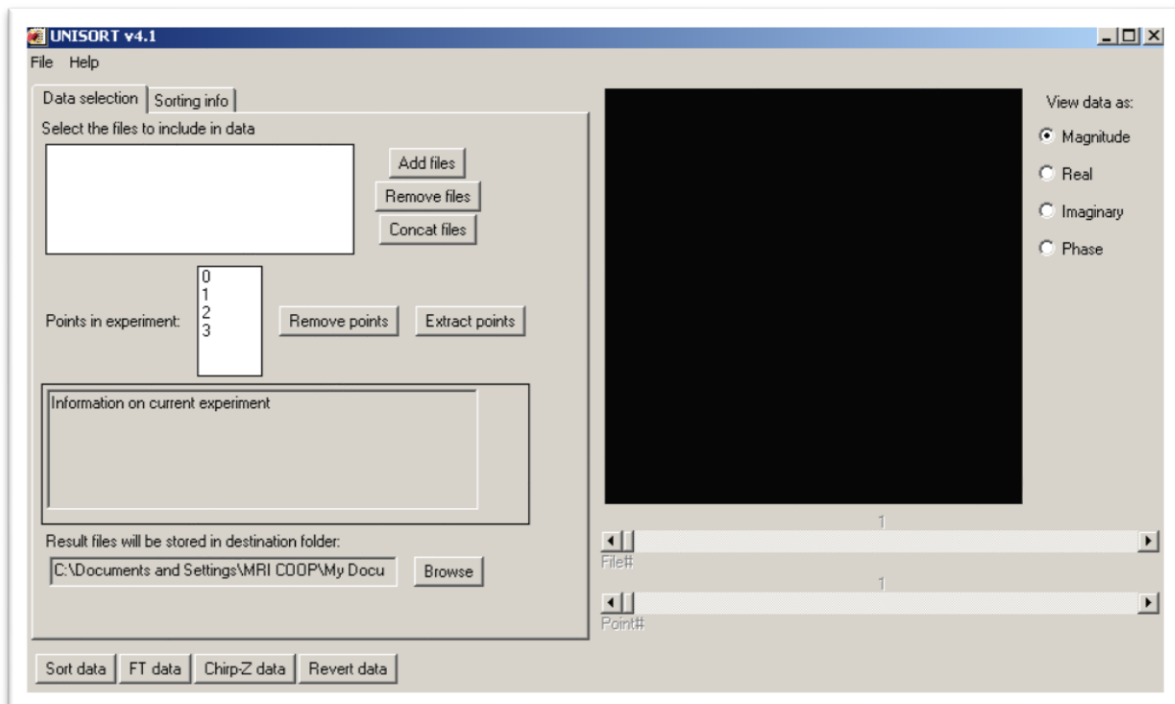 UNISORT v4.1
File Help
Data selection Sorting info
Select the files to include in data
Add files
Remove files
Concat files
Points in experiment:
0
1
2
3
Remove points Extract points
Information on current experiment
Result files will be stored in destination folder:
C:\Documents and Settings\MRI COOP\My Docu Browse
Sort data FT data Chirp-Z data Revert data
View data as:
Magnitude
Real
Imaginary
Phase
1
File#
1
Point#